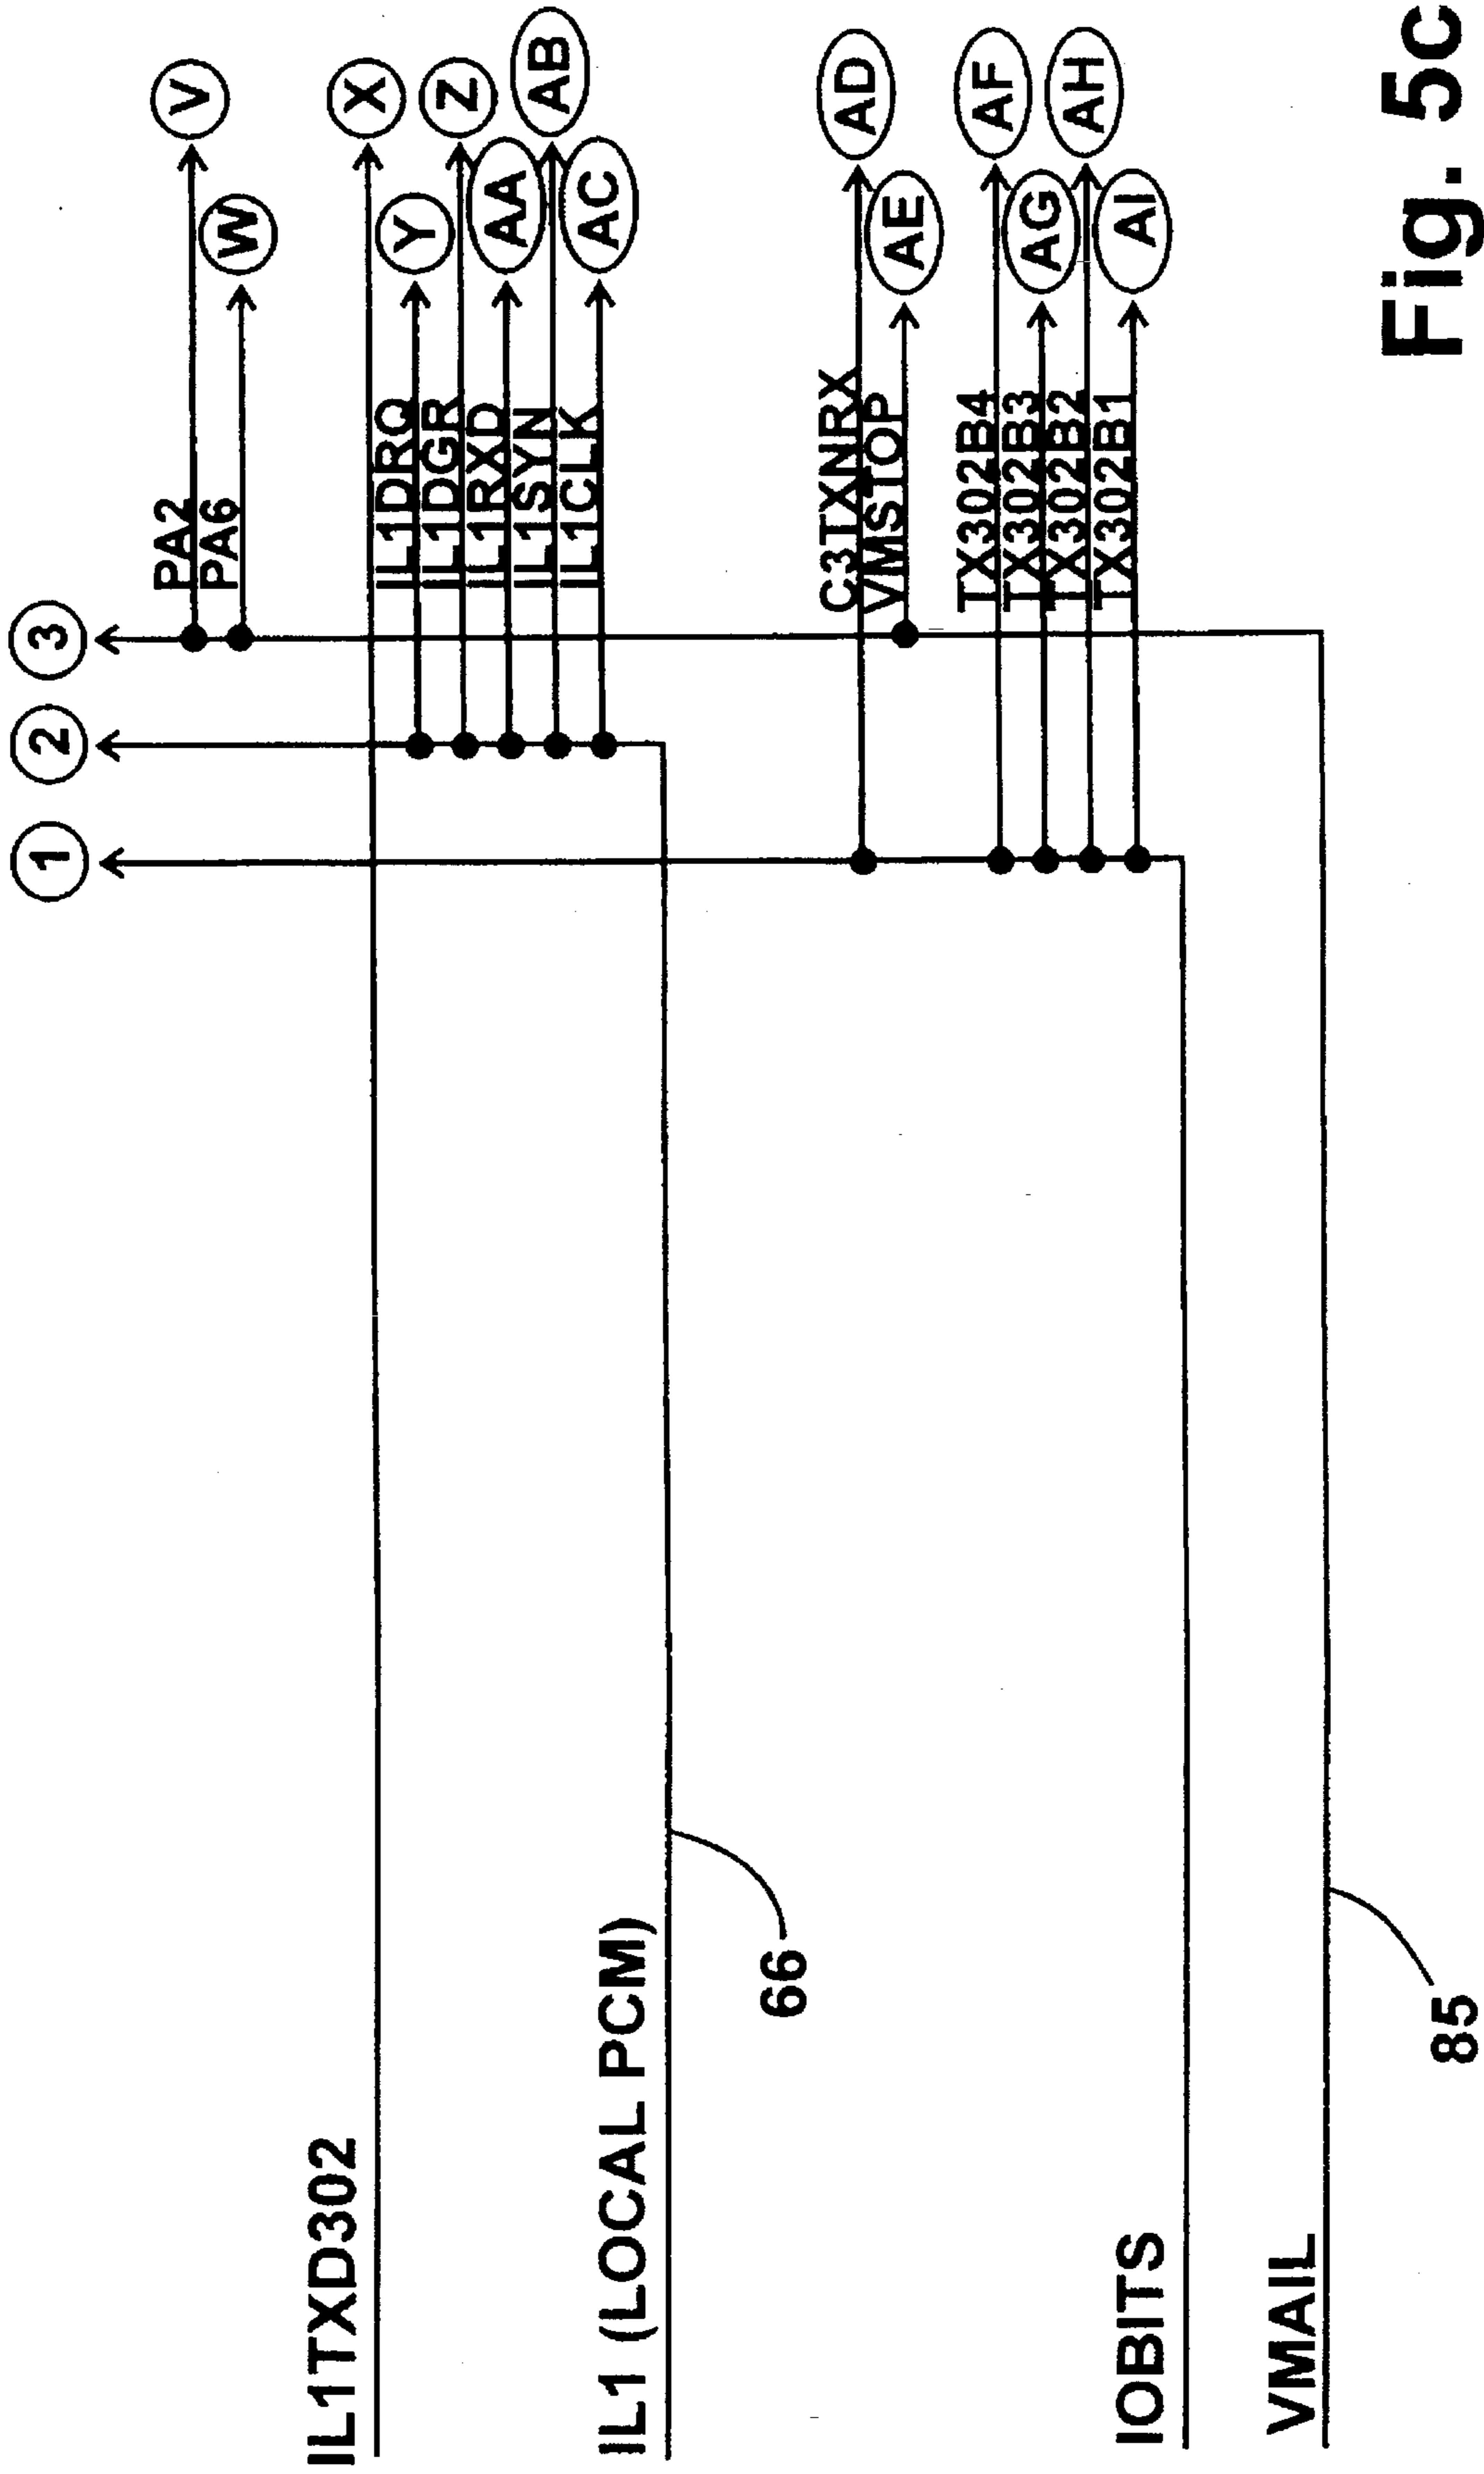 1
2
3
V
PA2
W
PA6
IL1TXD302
X
Y
IL1DRQ
Z
IL1DGR
AA
IL1RXD
AB
IL1SYN
AC
IL1CLK
IL1 (LOCAL PCM)
66
AD
C3TXNRX
AE
VMSTOP
AF
TX302B4
AG
TX302B3
AH
TX302B2
AI
TX302B1
IOBITS
VMAIL
85
Fig. 5c